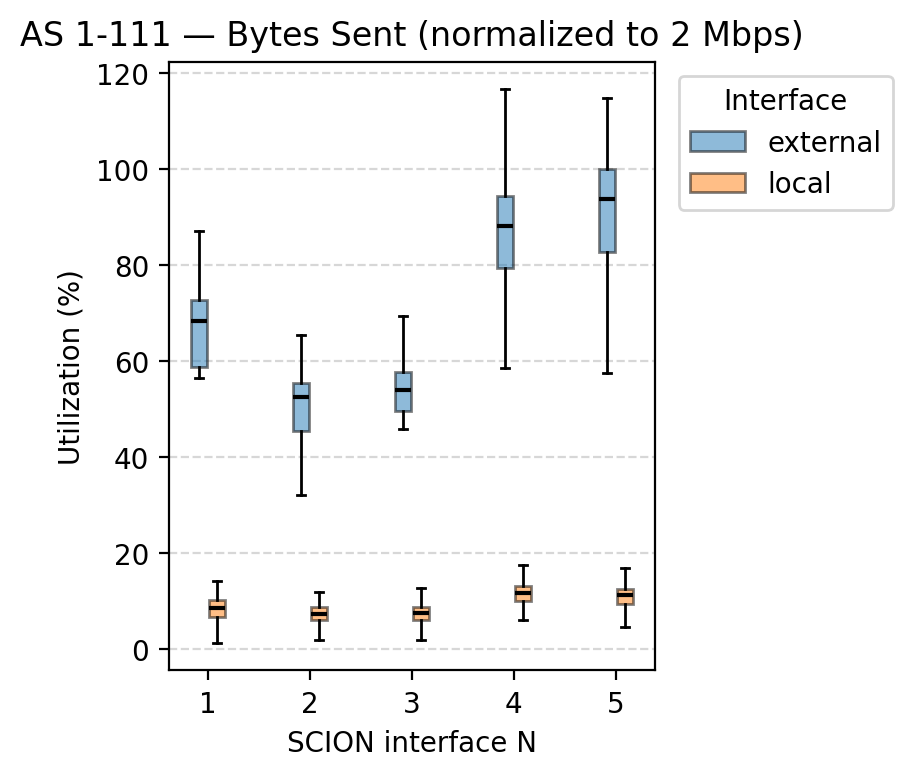 AS 1-111 — Bytes Sent (normalized to 2 Mbps)
120
100
80
60
40
20
0
Utilization (%)
1 2 3 4 5
SCION interface N
Interface
external
local